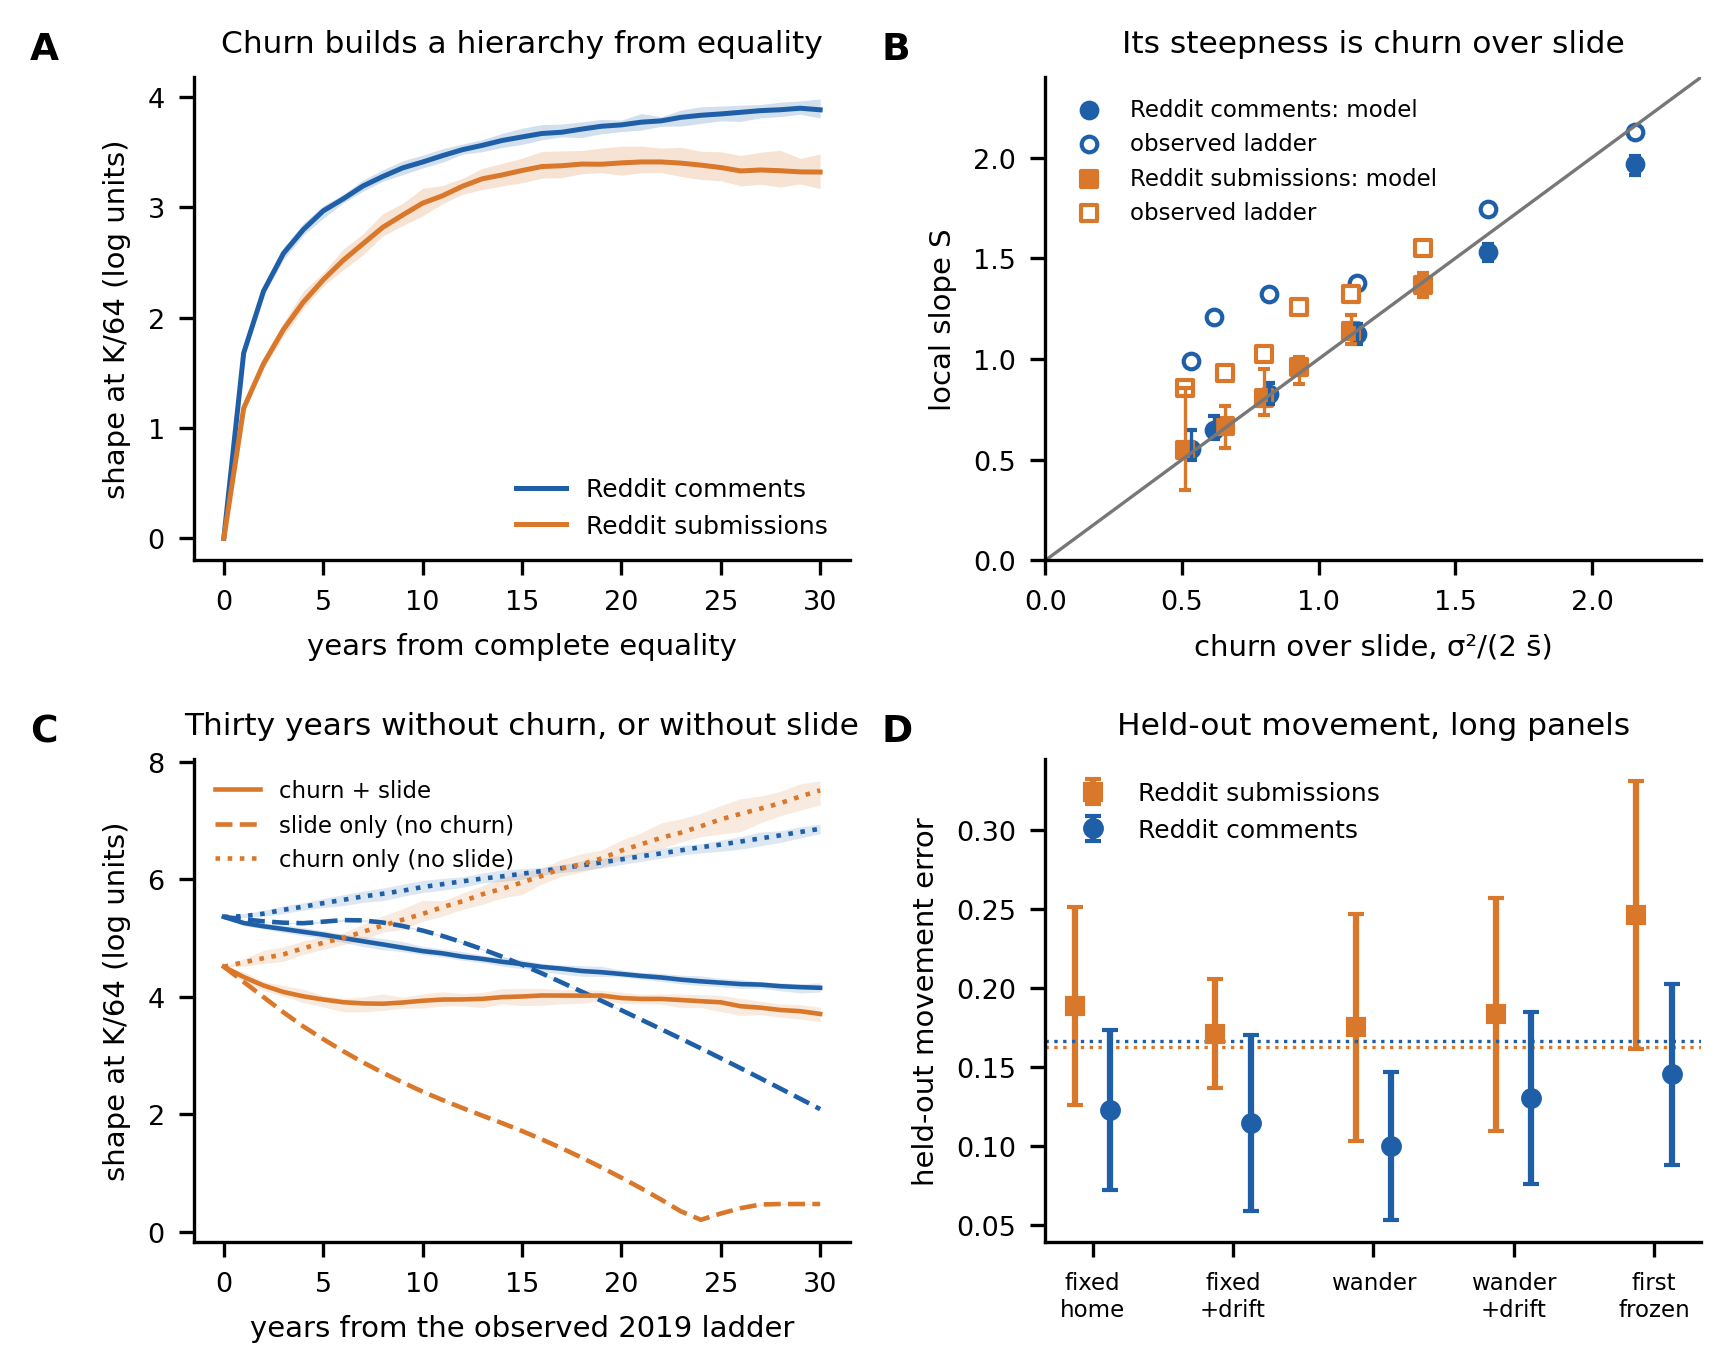 A
Churn builds a hierarchy from equality
4
3
2
1
0
shape at K/64 (log units)
Reddit comments
Reddit submissions
0 5 10 15 20 25 30
years from complete equality
B
Its steepness is churn over slide
Reddit comments: model
observed ladder
Reddit submissions: model
observed ladder
2.0
1.5
1.0
0.5
0.0
local slope S
0.0 0.5 1.0 1.5 2.0
churn over slide, σ²/(2 s̄)
C
Thirty years without churn, or without slide
8
6
4
2
0
shape at K/64 (log units)
churn + slide
slide only (no churn)
churn only (no slide)
0 5 10 15 20 25 30
years from the observed 2019 ladder
D
Held-out movement, long panels
Reddit submissions
Reddit comments
0.30
0.25
0.20
0.15
0.10
0.05
held-out movement error
fixed
home
fixed
+drift
wander
wander
+drift
first
frozen